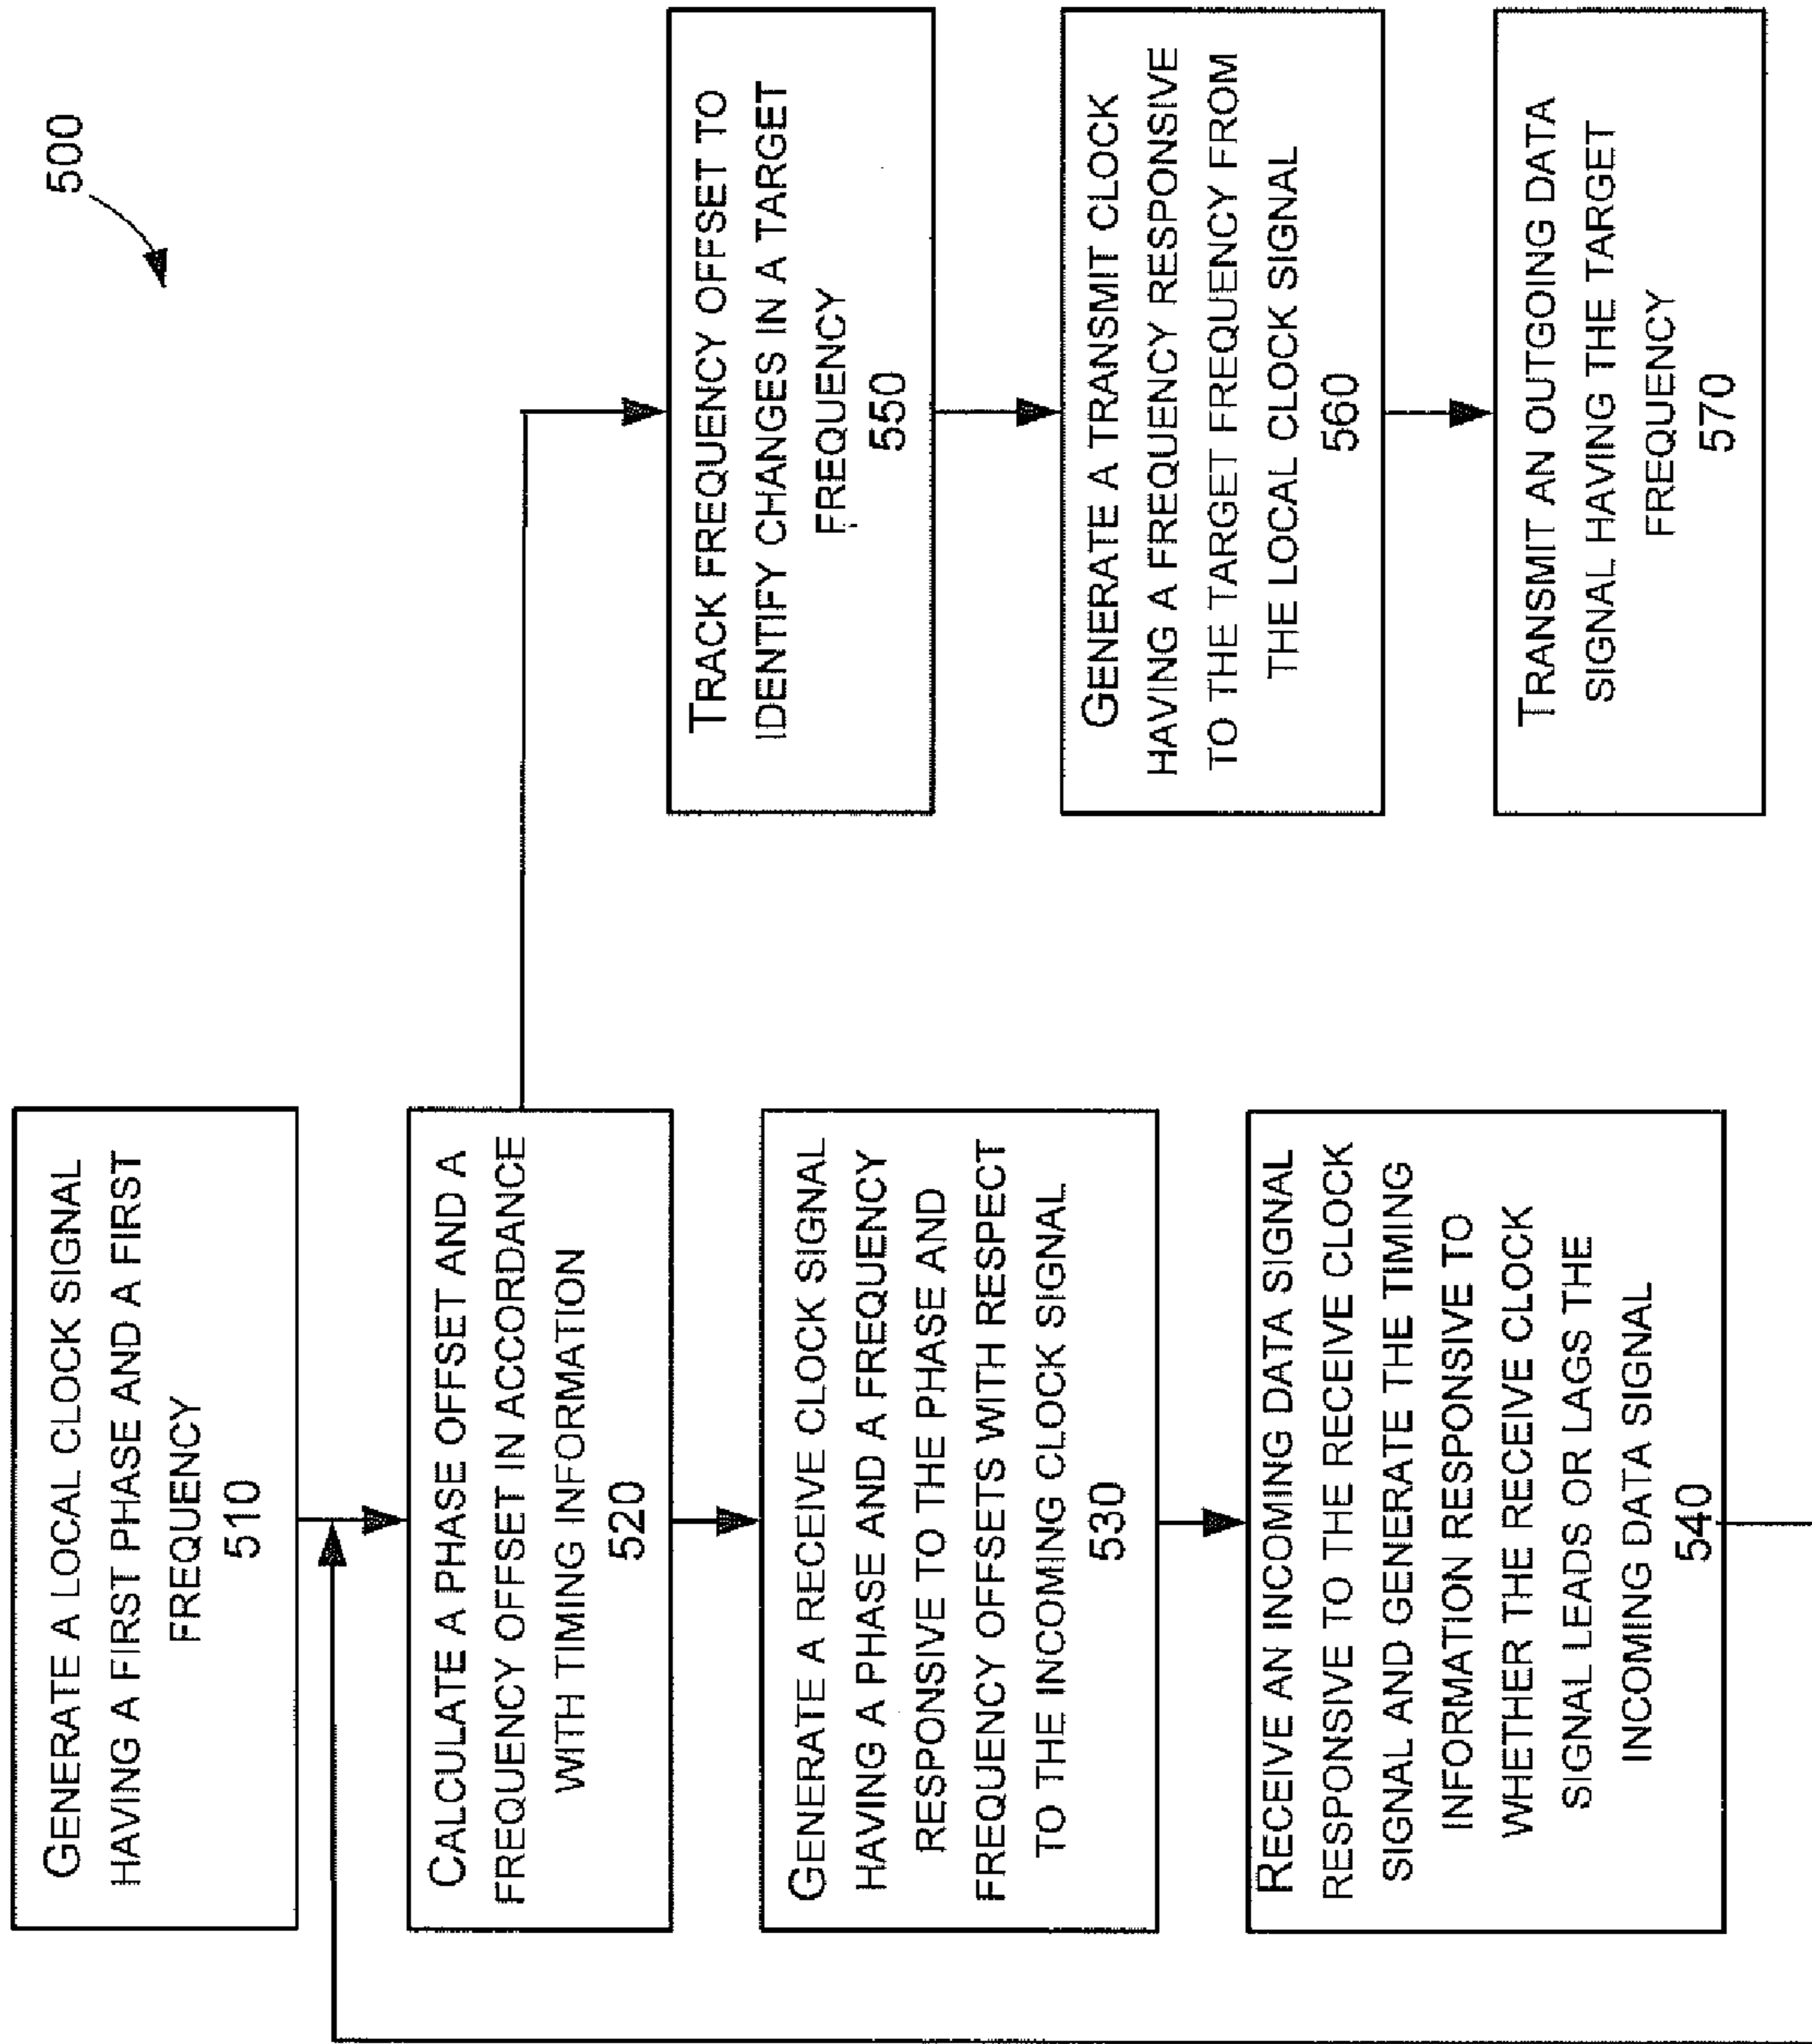 500
GENERATE A LOCAL CLOCK SIGNAL
HAVING A FIRST PHASE AND A FIRST
FREQUENCY
510
CALCULATE A PHASE OFFSET AND A
FREQUENCY OFFSET IN ACCORDANCE
WITH TIMING INFORMATION
520
GENERATE A RECEIVE CLOCK SIGNAL
HAVING A PHASE AND A FREQUENCY
RESPONSIVE TO THE PHASE AND
FREQUENCY OFFSETS WITH RESPECT
TO THE INCOMING CLOCK SIGNAL
530
RECEIVE AN INCOMING DATA SIGNAL
RESPONSIVE TO THE RECEIVE CLOCK
SIGNAL AND GENERATE THE TIMING
INFORMATION RESPONSIVE TO
WHETHER THE RECEIVE CLOCK
SIGNAL LEADS OR LAGS THE
INCOMING DATA SIGNAL
540
TRACK FREQUENCY OFFSET TO
IDENTIFY CHANGES IN A TARGET
FREQUENCY
550
GENERATE A TRANSMIT CLOCK
HAVING A FREQUENCY RESPONSIVE
TO THE TARGET FREQUENCY FROM
THE LOCAL CLOCK SIGNAL
560
TRANSMIT AN OUTGOING DATA
SIGNAL HAVING THE TARGET
FREQUENCY
570